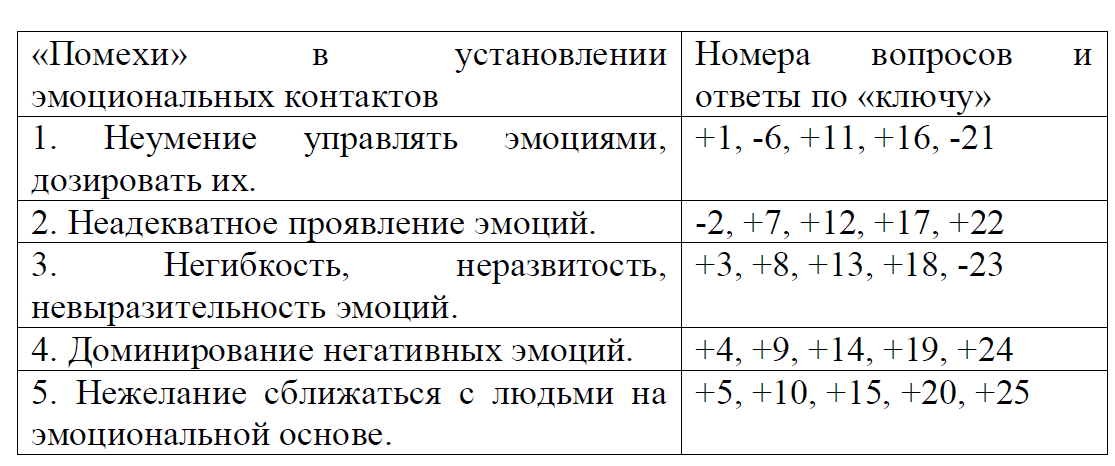 «Помехи» в установлении
эмоциональных контактов
Номера вопросов и
ответы по «ключу»
1. Неумение управлять эмоциями,
дозировать их.
+1, -6, +11, +16, -21
2. Неадекватное проявление эмоций.
-2, +7, +12, +17, +22
3. Негибкость, неразвитость,
невыразительность эмоций.
+3, +8, +13, +18, -23
4. Доминирование негативных эмоций.
+4, +9, +14, +19, +24
5. Нежелание сближаться с людьми на
эмоциональной основе.
+5, +10, +15, +20, +25